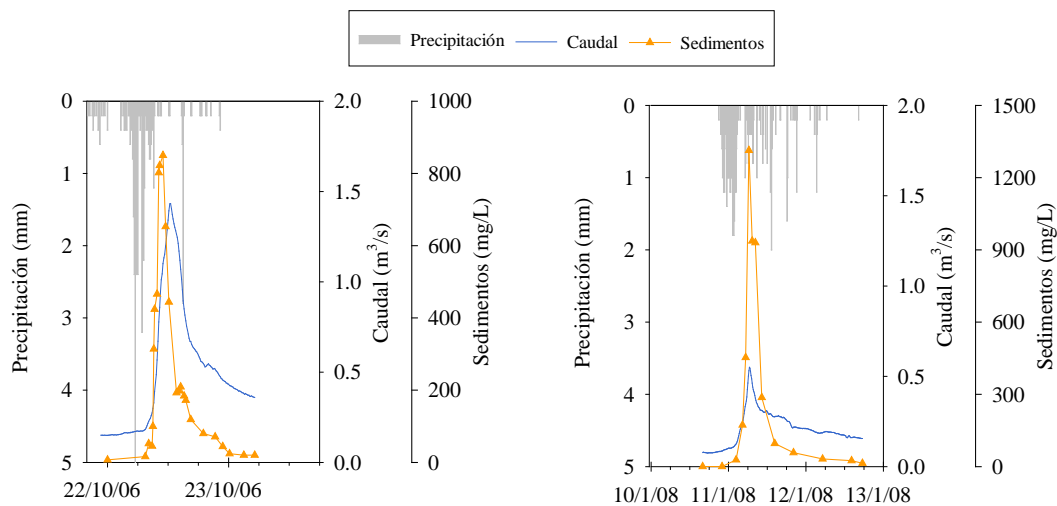 Precipitación Caudal Sedimentos
0 2.0 1000
1 1.5 800
2 1.0 600
3 0.5 400
4 0.0 200
5 0
22/10/06 23/10/06
Precipitación (mm)
Caudal (m³/s)
Sedimentos (mg/L)
0 2.0 1500
1 1.5 1200
2 1.0 900
3 0.5 600
4 0.0 300
5 0
10/1/08 11/1/08 12/1/08 13/1/08
Precipitación (mm)
Caudal (m³/s)
Sedimentos (mg/L)